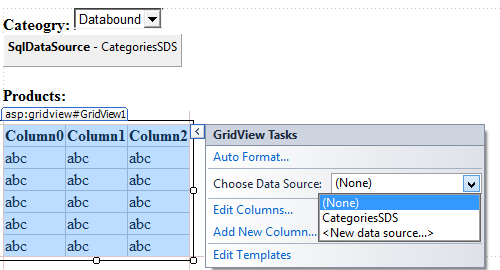 Cateogry: Databound
SqlDataSource - CategoriesSDS
Products:
asp:gridview#GridView1
Column0 Column1 Column2
abc abc abc
abc abc abc
abc abc abc
abc abc abc
abc abc abc
GridView Tasks
Auto Format...
Choose Data Source: (None)
(None)
CategoriesSDS
<New data source...>
Edit Columns...
Add New Column...
Edit Templates